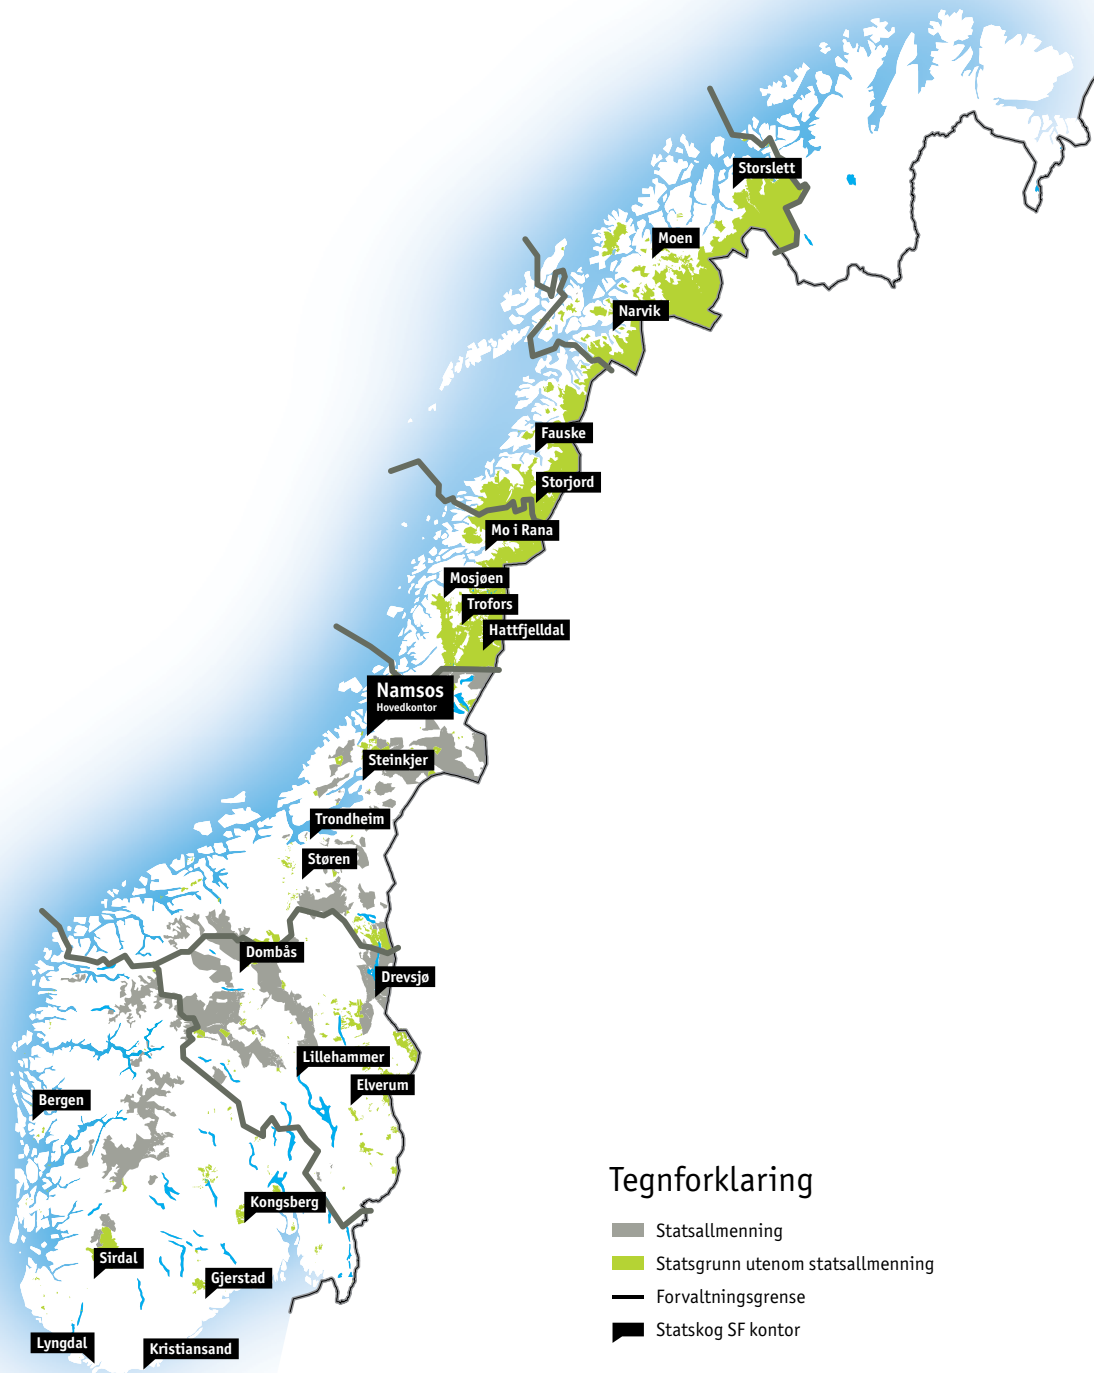 Storslett
Moen
Narvik
Fauske
Storjord
Mo i Rana
Mosjøen
Trofors
Hattfjelldal
Namsos
Hovedkontor
Steinkjer
Trondheim
Støren
Dombås
Drevsjø
Lillehammer
Elverum
Bergen
Kongsberg
Sirdal
Gjerstad
Lyngdal
Kristiansand
Tegnforklaring
Statsallmenning
Statsgrunn utenom statsallmenning
Forvaltningsgrense
Statskog SF kontor